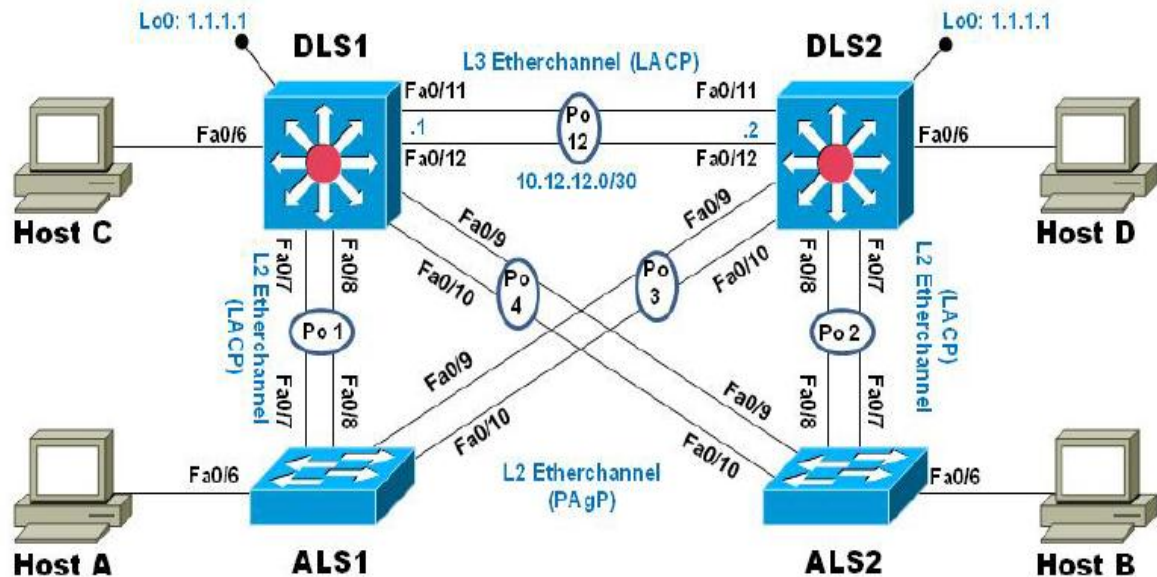 Lo0: 1.1.1.1
Lo0: 1.1.1.1
DLS1
DLS2
L3 Etherchannel (LACP)
Fa0/11
Fa0/11
Po
12
.1
.2
Fa0/6
Fa0/6
Fa0/12
Fa0/12
10.12.12.0/30
Host C
Host D
Fa0/9
Fa0/9
Fa0/10
Fa0/10
Po
4
Po
3
Fa0/7
Fa0/8
Fa0/8
Fa0/7
L2 Etherchannel
(LACP)
(LACP)
L2 Etherchannel
Po 1
Po 2
Fa0/7
Fa0/8
Fa0/8
Fa0/7
Fa0/9
Fa0/10
Fa0/9
Fa0/10
L2 Etherchannel
(PAgP)
Fa0/6
Fa0/6
Host A
ALS1
ALS2
Host B